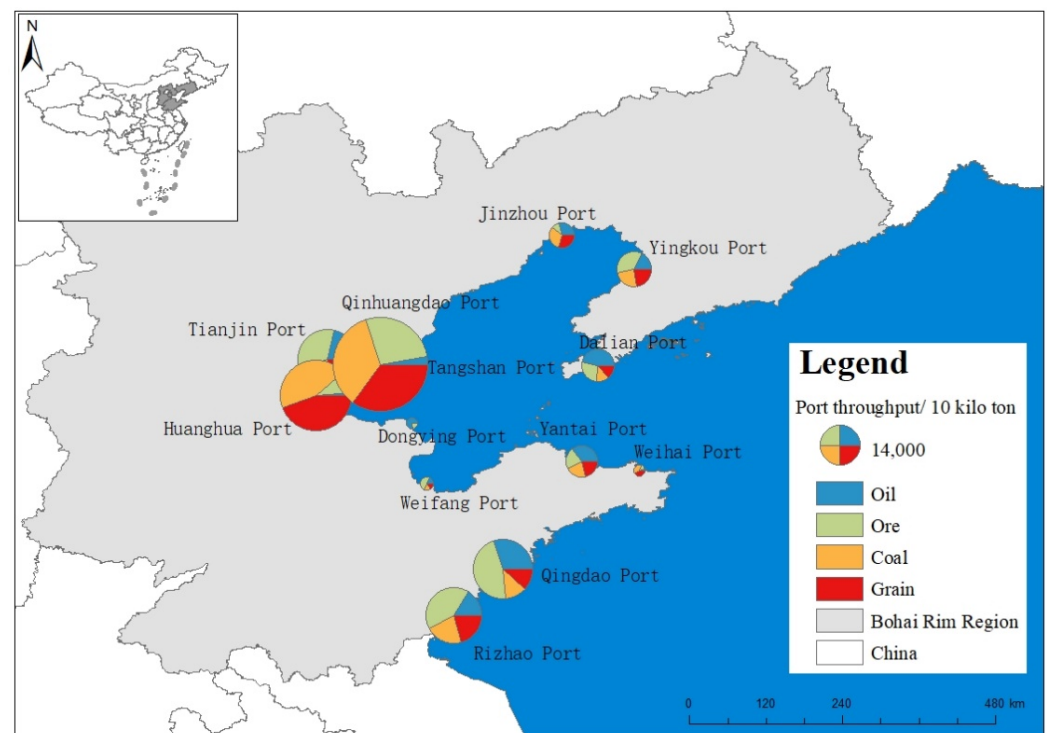 N
Jinzhou Port
Yingkou Port
Qinhuangdao Port
Tianjin Port
Dalian Port
Tangshan Port
Huanghua Port
Dongying Port
Yantai Port
Weihai Port
Weifang Port
Qingdao Port
Rizhao Port
Legend
Port throughput/ 10 kilo ton
14,000
Oil
Ore
Coal
Grain
Bohai Rim Region
China
0 120 240 480 km